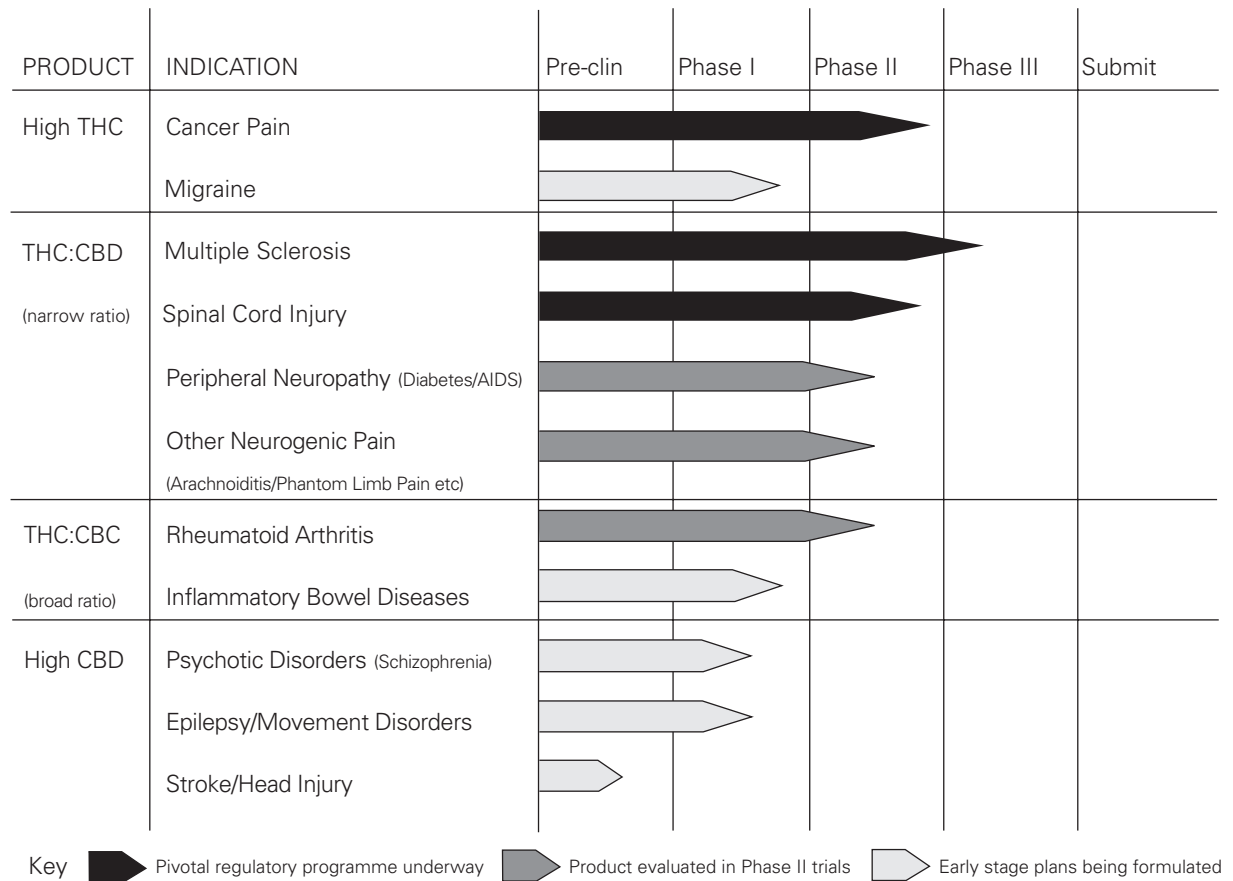 PRODUCT INDICATION Pre-clin Phase I Phase II Phase III Submit
High THC Cancer Pain
Migraine
THC:CBD Multiple Sclerosis
(narrow ratio) Spinal Cord Injury
Peripheral Neuropathy (Diabetes/AIDS)
Other Neurogenic Pain
(Arachnoiditis/Phantom Limb Pain etc)
THC:CBC Rheumatoid Arthritis
(broad ratio) Inflammatory Bowel Diseases
High CBD Psychotic Disorders (Schizophrenia)
Epilepsy/Movement Disorders
Stroke/Head Injury
Key Pivotal regulatory programme underway Product evaluated in Phase II trials Early stage plans being formulated